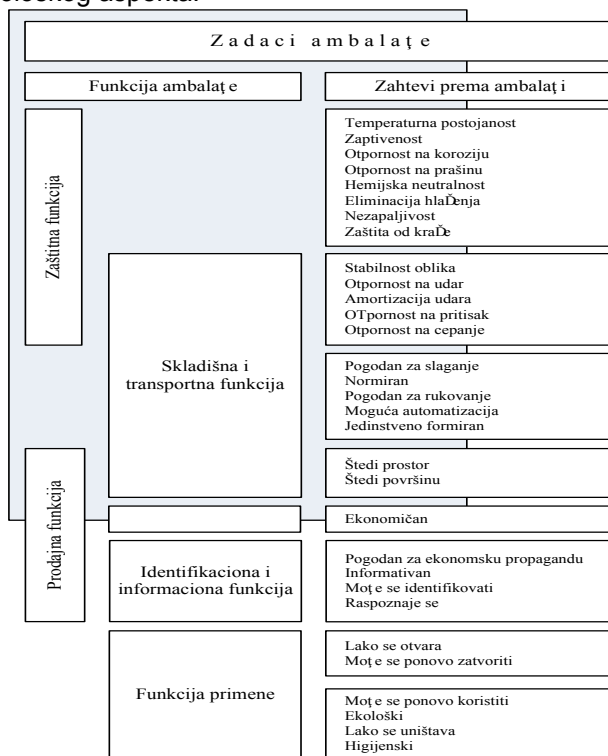 Zadaci ambalaţe
Funkcija ambalaţe
Zahtevi prema ambalaţi
Zaštitna funkcija
Temperaturna postojanost
Zaptivenost
Otpornost na koroziju
Otpornost na prašinu
Hemijska neutralnost
Eliminacija hlaĎenja
Nezapaljivost
Zaštita od kraĎe
Skladišna i
transportna funkcija
Stabilnost oblika
Otpornost na udar
Amortizacija udara
OTpornost na pritisak
Otpornost na cepanje
Pogodan za slaganje
Normiran
Pogodan za rukovanje
Moguća automatizacija
Jedinstveno formiran
Štedi prostor
Štedi površinu
Prodajna funkcija
Ekonomičan
Identifikaciona i
informaciona funkcija
Pogodan za ekonomsku propagandu
Informativan
Moţe se identifikovati
Raspoznaje se
Funkcija primene
Lako se otvara
Moţe se ponovo zatvoriti
Moţe se ponovo koristiti
Ekološki
Lako se uništava
Higijenski